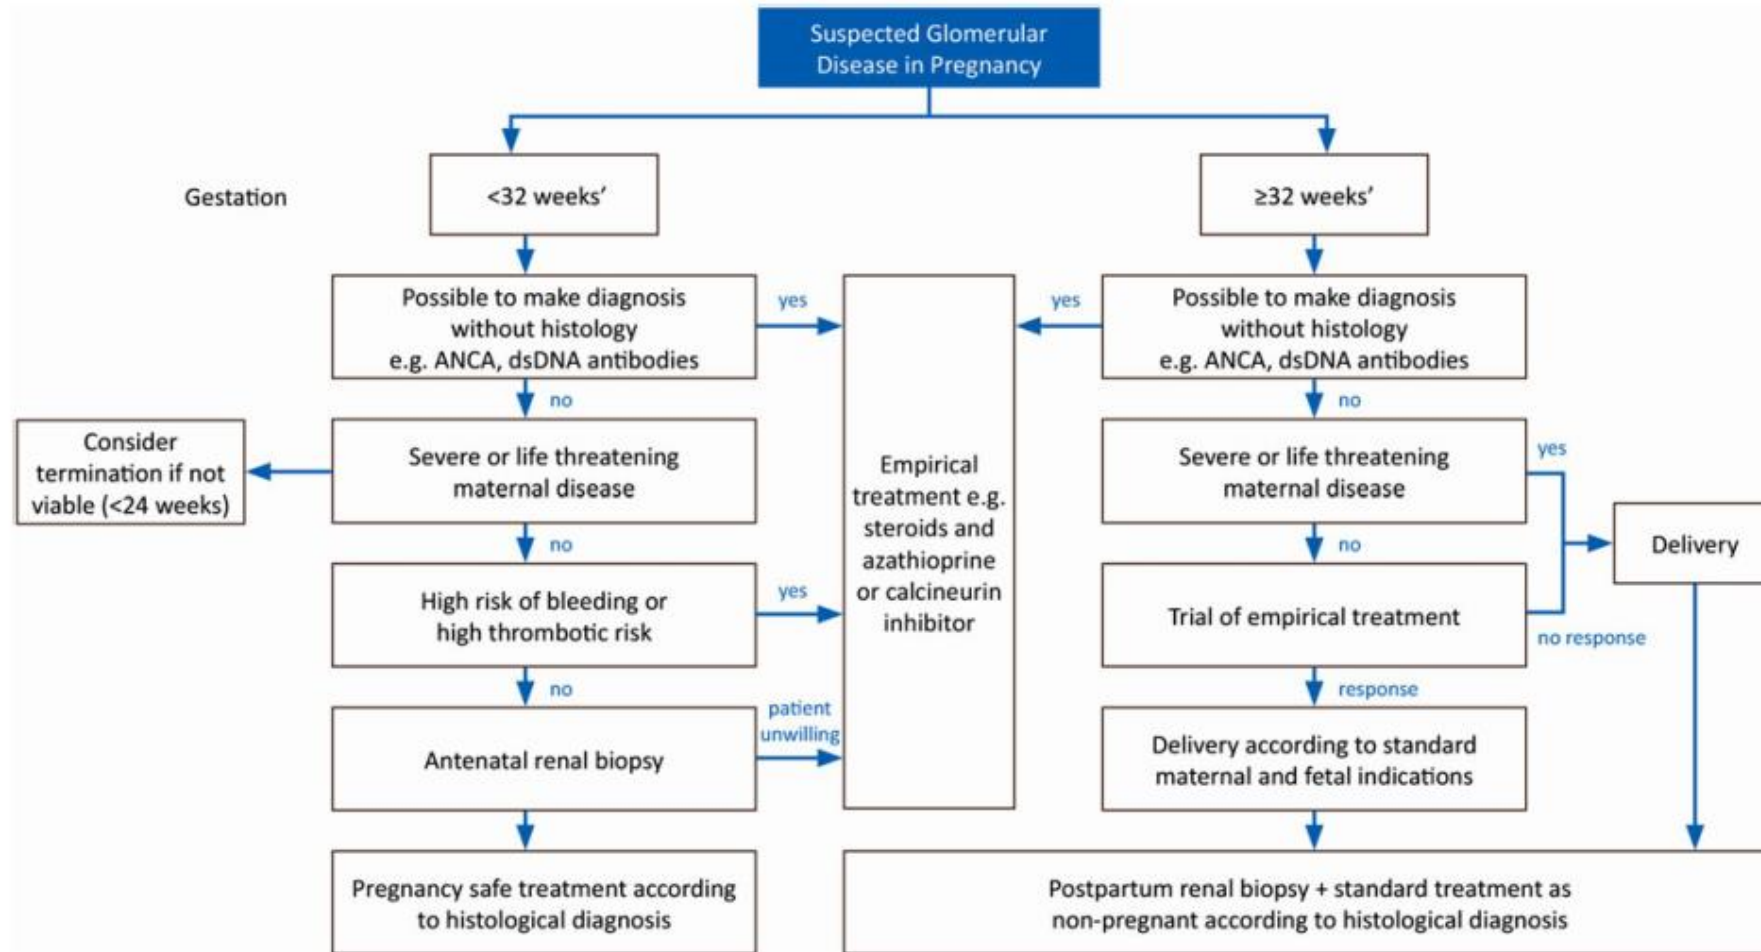 Suspected Glomerular
Disease in Pregnancy
Gestation
<32 weeks’
≥32 weeks’
Possible to make diagnosis
without histology
e.g. ANCA, dsDNA antibodies
yes
yes
Possible to make diagnosis
without histology
e.g. ANCA, dsDNA antibodies
no
no
Consider
termination if not
viable (<24 weeks)
Severe or life threatening
maternal disease
Empirical
treatment e.g.
steroids and
azathioprine
or calcineurin
inhibitor
Severe or life threatening
maternal disease
yes
Delivery
no
no
High risk of bleeding or
high thrombotic risk
yes
Trial of empirical treatment
no response
no
response
Antenatal renal biopsy
patient
unwilling
Delivery according to standard
maternal and fetal indications
Pregnancy safe treatment according
to histological diagnosis
Postpartum renal biopsy + standard treatment as
non-pregnant according to histological diagnosis